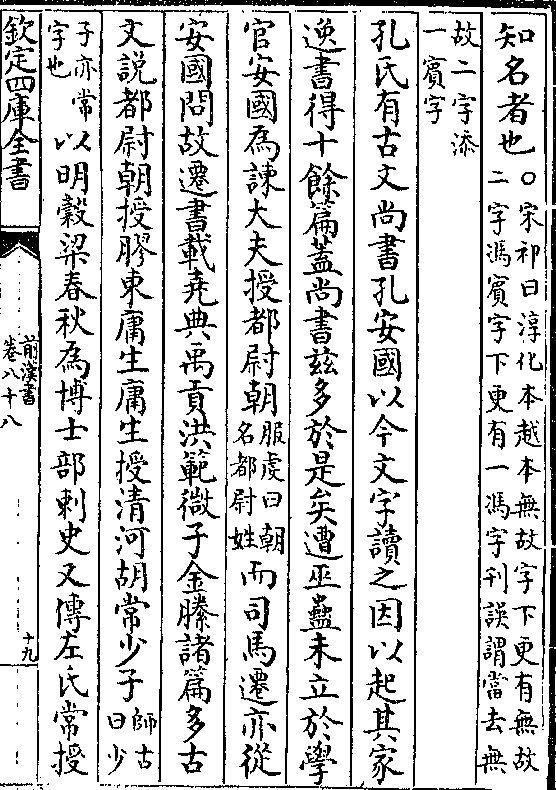 知名者也○宋祁曰淳化本越本無故字下更有無故
二字馮賓字下更有一馮字刊誤謂當去無
故二字添
一賓字
孔氏有古文尚書孔安國以今文字讀之因以起其家
逸書得十餘篇蓋尚書兹多於是矣遭巫蠱未立於學
官安國為諫大夫授都尉朝服虔曰朝
名都尉姓而司馬遷亦從
安國問故遷書載堯典禹貢洪範微子金縢諸篇多古
文說都尉朝授膠東庸生庸生授清河胡常少子師古
曰少
子亦常
字也以明穀梁春秋為博士部刺史又傳左氏常授
欽定四庫全書
前漢書
卷八十八
十九